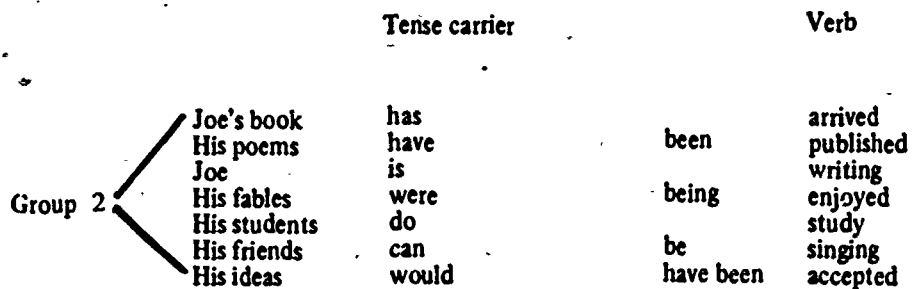 Tense carrier Verb
Joe's book has arrived
His poems have been published
Joe is writing
Group 2 His fables were being enjoyed
His students do study
His friends can be singing
His ideas would have been accepted